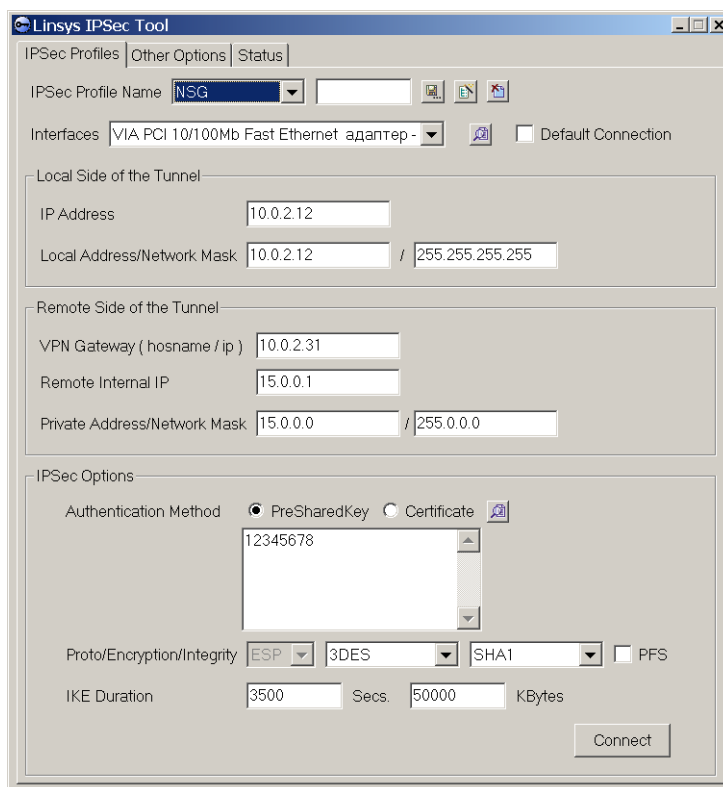 Linsys IPSec Tool
IPSec Profiles Other Options Status
IPSec Profile Name NSG
Interfaces VIA PCI 10/100Mb Fast Ethernet адаптер - Default Connection
Local Side of the Tunnel
IP Address 10.0.2.12
Local Address/Network Mask 10.0.2.12 / 255.255.255.255
Remote Side of the Tunnel
VPN Gateway ( hosname / ip ) 10.0.2.31
Remote Internal IP 15.0.0.1
Private Address/Network Mask 15.0.0.0 / 255.0.0.0
IPSec Options
Authentication Method PreSharedKey Certificate
12345678
Proto/Encryption/Integrity ESP 3DES SHA1 PFS
IKE Duration 3500 Secs. 50000 KBytes
Connect